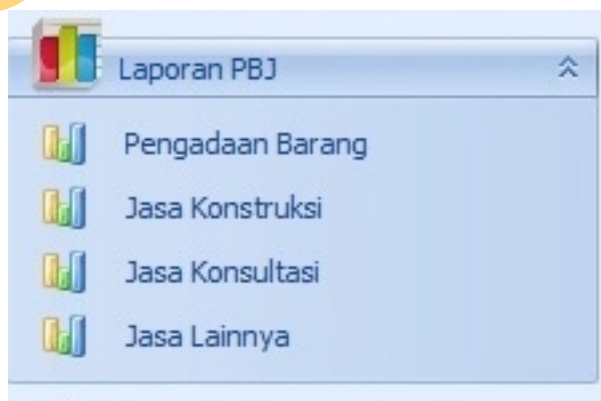 Laporan PBJ
Pengadaan Barang
Jasa Konstruksi
Jasa Konsultasi
Jasa Lainnya